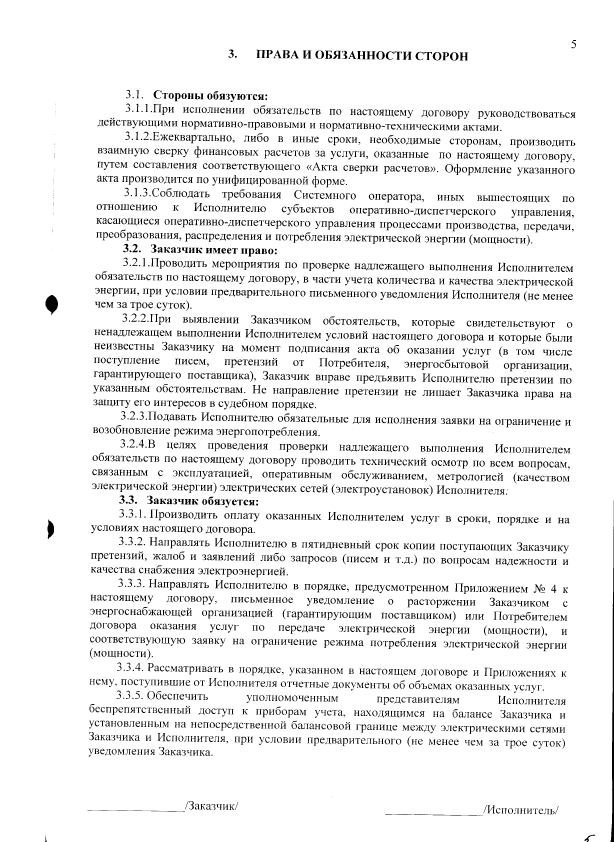 5
3. ПРАВА И ОБЯЗАННОСТИ СТОРОН
3.1. Стороны обязуются:
3.1.1.При исполнении обязательств по настоящему договору руководствоваться
действующими нормативно-правовыми и нормативно-техническими актами.
3.1.2.Ежеквартально, либо в иные сроки, необходимые сторонам, производить
взаимную сверку финансовых расчетов за услуги, оказанные по настоящему договору,
путем составления соответствующего «Акта сверки расчетов». Оформление указанного
акта производится по унифицированной форме.
3.1.3.Соблюдать требования Системного оператора, иных вышестоящих по
отношению к Исполнителю субъектов оперативно-диспетчерского управления,
касающиеся оперативно-диспетчерского управления процессами производства, передачи,
преобразования, распределения и потребления электрической энергии (мощности).
3.2. Заказчик имеет право:
3.2.1.Проводить мероприятия по проверке надлежащего выполнения Исполнителем
обязательств по настоящему договору, в части учета количества и качества электрической
энергии, при условии предварительного письменного уведомления Исполнителя (не менее
чем за трое суток).
3.2.2.При выявлении Заказчиком обстоятельств, которые свидетельствуют о
ненадлежащем выполнении Исполнителем условий настоящего договора и которые были
неизвестны Заказчику на момент подписания акта об оказании услуг (в том числе
поступление писем, претензий от Потребителя, энергосбытовой организации,
гарантирующего поставщика), Заказчик вправе предъявить Исполнителю претензии по
указанным обстоятельствам. Не направление претензии не лишает Заказчика права на
защиту его интересов в судебном порядке.
3.2.3.Подавать Исполнителю обязательные для исполнения заявки на ограничение и
возобновление режима энергопотребления.
3.2.4.В целях проведения проверки надлежащего выполнения Исполнителем
обязательств по настоящему договору проводить технический осмотр по всем вопросам,
связанным с эксплуатацией, оперативным обслуживанием, метрологией (качеством
электрической энергии) электрических сетей (электроустановок) Исполнителя.
3.3. Заказчик обязуется:
3.3.1. Производить оплату оказанных Исполнителем услуг в сроки, порядке и на
условиях настоящего договора.
3.3.2. Направлять Исполнителю в пятидневный срок копии поступающих Заказчику
претензий, жалоб и заявлений либо запросов (писем и т.д.) по вопросам надежности и
качества снабжения электроэнергией.
3.3.3. Направлять Исполнителю в порядке, предусмотренном Приложением № 4 к
настоящему договору, письменное уведомление о расторжении Заказчиком с
энергоснабжающей организацией (гарантирующим поставщиком) или Потребителем
договора оказания услуг по передаче электрической энергии (мощности), и
соответствующую заявку на ограничение режима потребления электрической энергии
(мощности).
3.3.4. Рассматривать в порядке, указанном в настоящем договоре и Приложениях к
нему, поступившие от Исполнителя отчетные документы об объемах оказанных услуг.
3.3.5. Обеспечить уполномоченным представителям Исполнителя
беспрепятственный доступ к приборам учета, находящимся на балансе Заказчика и
установленным на непосредственной балансовой границе между электрическими сетями
Заказчика и Исполнителя, при условии предварительного (не менее чем за трое суток)
уведомления Заказчика.
________________/Заказчик/ ________________/Исполнитель/